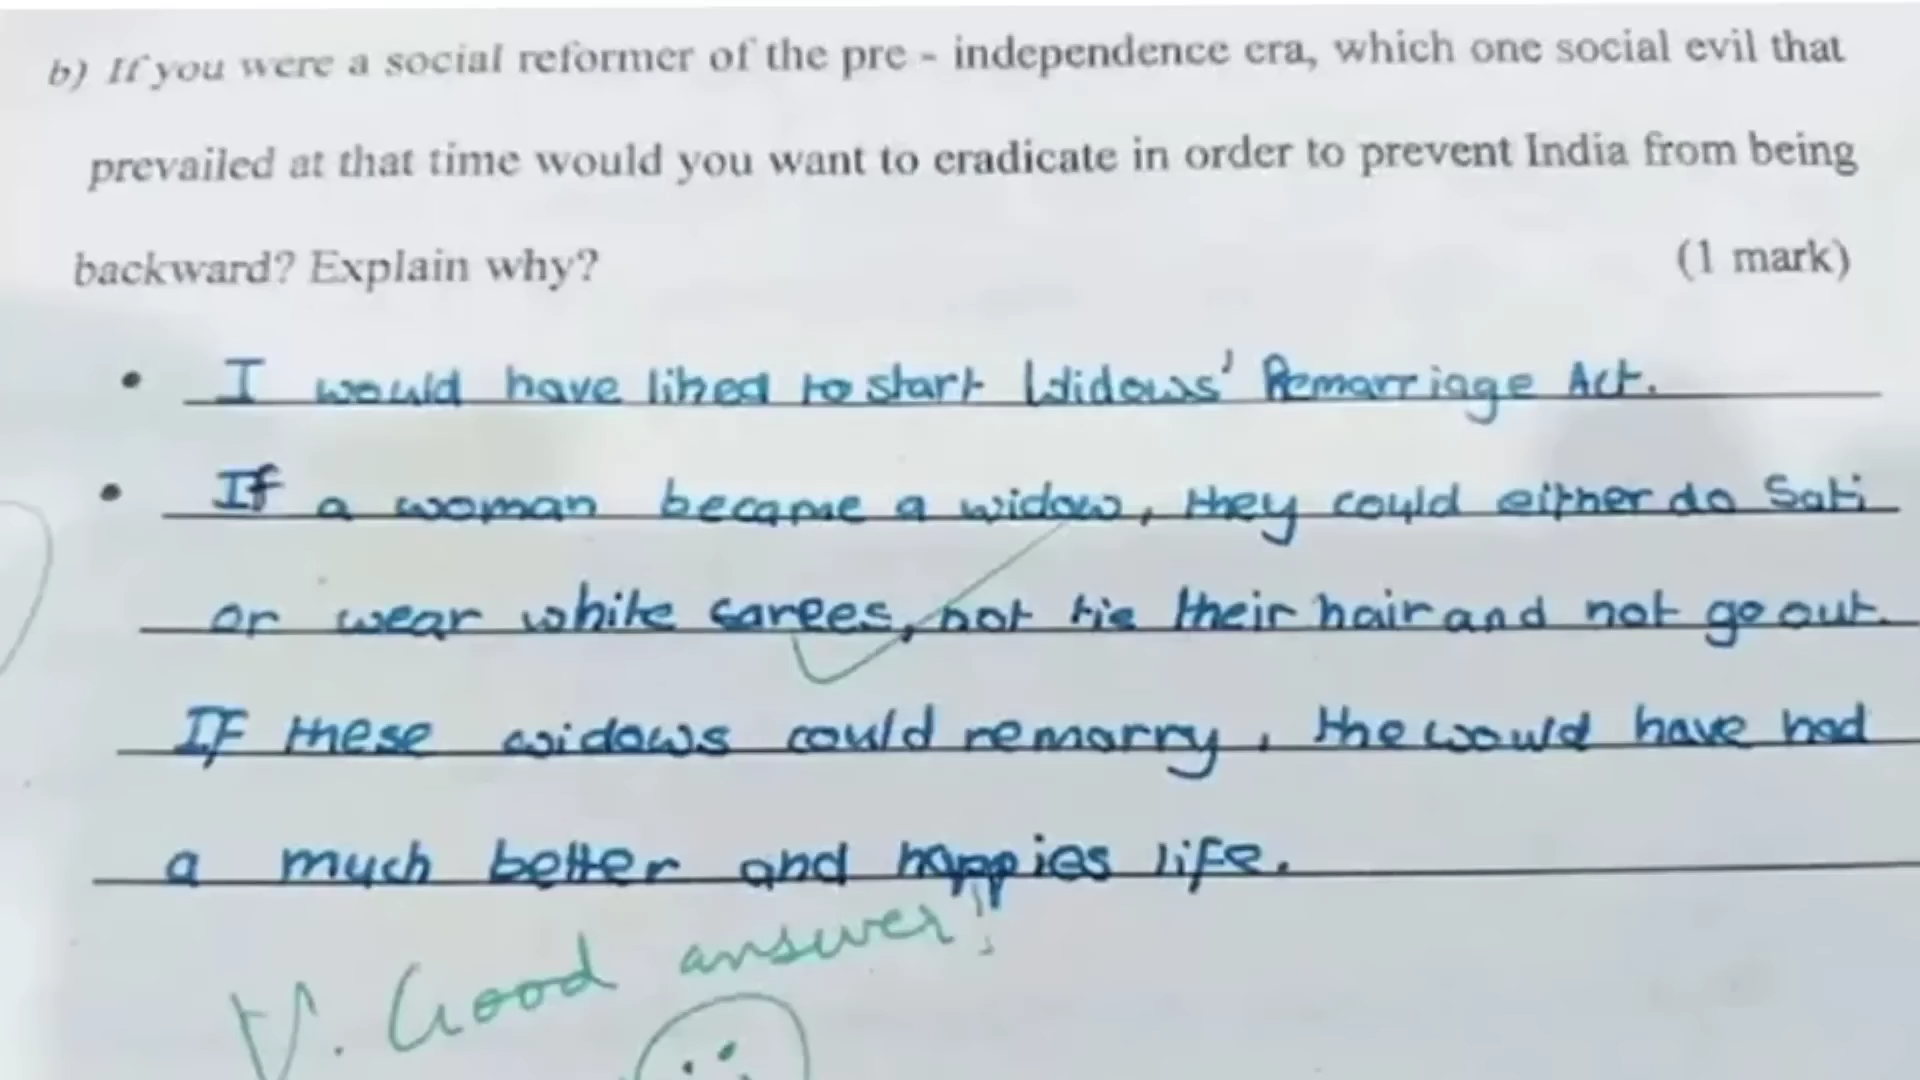 b) If you were a social reformer of the pre - independence era, which one social evil that
prevailed at that time would you want to eradicate in order to prevent India from being
backward? Explain why? (1 mark)
• I would have liked to start Widows' Remarriage Act.
• If a woman became a widow, they could either do Sati
or wear white sarees, not tie their hair and not go out.
If these widows could remarry, the would have had
a much better and happies life.
V. Good answer!